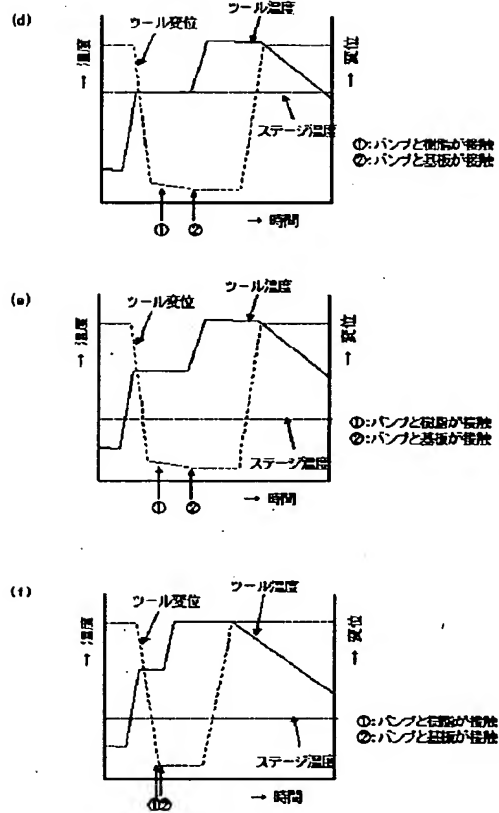 (d)
ツール変位
ツール温度
→ 温度
→ 変位
ステージ温度
①:バンプと樹脂が接触
②:バンプと基板が接触
① ②
→ 時間
(e)
ツール変位
ツール温度
→ 温度
→ 変位
①:バンプと樹脂が接触
②:バンプと基板が接触
ステージ温度
① ②
→ 時間
(f)
ツール変位
ツール温度
→ 温度
→ 変位
①:バンプと樹脂が接触
②:バンプと基板が接触
ステージ温度
①②
→ 時間